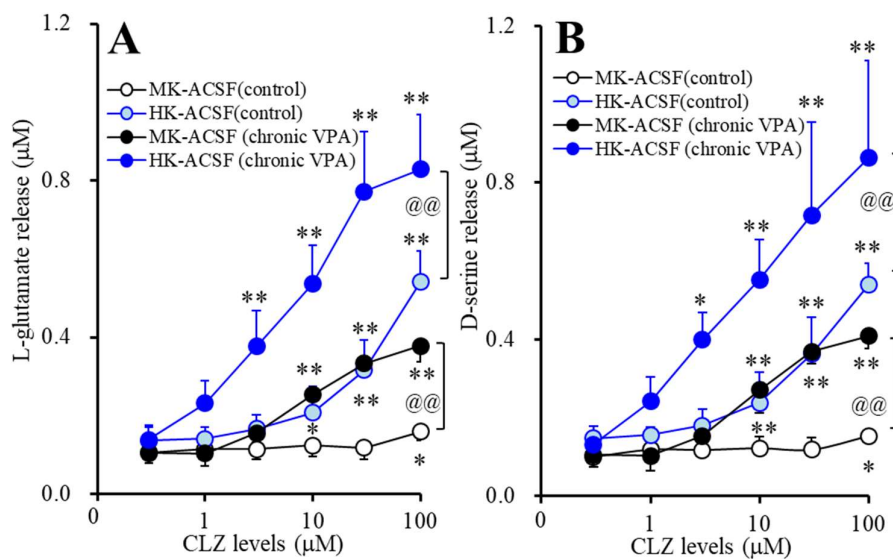 A
MK-ACSF(control)
HK-ACSF(control)
MK-ACSF (chronic VPA)
HK-ACSF (chronic VPA)
L-glutamate release (μM)
1.2
0.8
0.4
0.0
** **
**
**
@@
**
**
**
**
**
@@
*
*
0 1 10 100
CLZ levels (μM)
B
MK-ACSF(control)
HK-ACSF(control)
MK-ACSF (chronic VPA)
HK-ACSF (chronic VPA)
D-serine release (μM)
1.2
0.8
0.4
0.0
**
**
**
@@
*
**
**
**
**
**
@@
**
*
0 1 10 100
CLZ levels (μM)